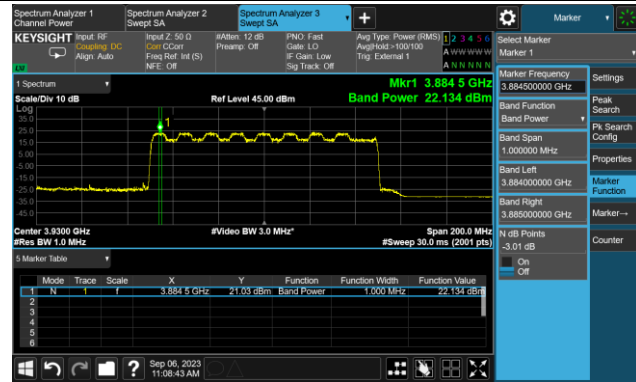 Spectrum Analyzer 1
Channel Power
Spectrum Analyzer 2
Swept SA
Spectrum Analyzer 3
Swept SA
Marker
KEYSIGHT
Input: RF
Coupling: DC
Align: Auto
Input Z: 50 Ω
Corr CCorr
Freq Ref: Int (S)
NFE: Off
#Atten: 12 dB
Preamp: Off
PNO: Fast
Gate: LO
IF Gain: Low
Sig Track: Off
Avg Type: Power (RMS)
Avg|Hold:>100/100
Trig: External 1
1 2 3 4 5 6
A W W W W W
A N N N N N
Select Marker
Marker 1
LXI
1 Spectrum
Mkr1 3.884 5 GHz
Scale/Div 10 dB
Ref Level 45.00 dBm
Band Power 22.134 dBm
Log
35.0
25.0
15.0
5.00
-5.00
-15.0
-25.0
-35.0
-45.0
1
Center 3.9300 GHz
#Video BW 3.0 MHz*
Span 200.0 MHz
#Res BW 1.0 MHz
#Sweep 30.0 ms (2001 pts)
5 Marker Table
Mode Trace Scale X Y Function Function Width Function Value
1 N 1 f 3.884 5 GHz 21.03 dBm Band Power 1.000 MHz 22.134 dBm
2
3
4
5
6
Marker Frequency
3.884500000 GHz
Band Function
Band Power
Band Span
1.000000 MHz
Band Left
3.884000000 GHz
Band Right
3.885000000 GHz
N dB Points
-3.01 dB
On
Off
Settings
Peak
Search
Pk Search
Config
Properties
Marker
Function
Marker→
Counter
?
Sep 06, 2023
11:08:43 AM